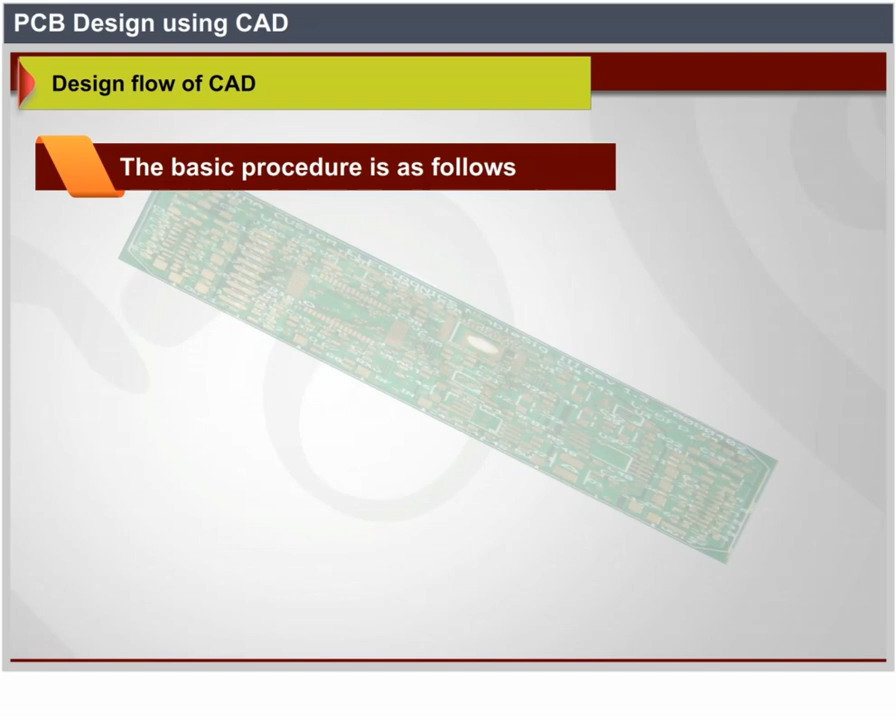 PCB Design using CAD
Design flow of CAD
The basic procedure is as follows